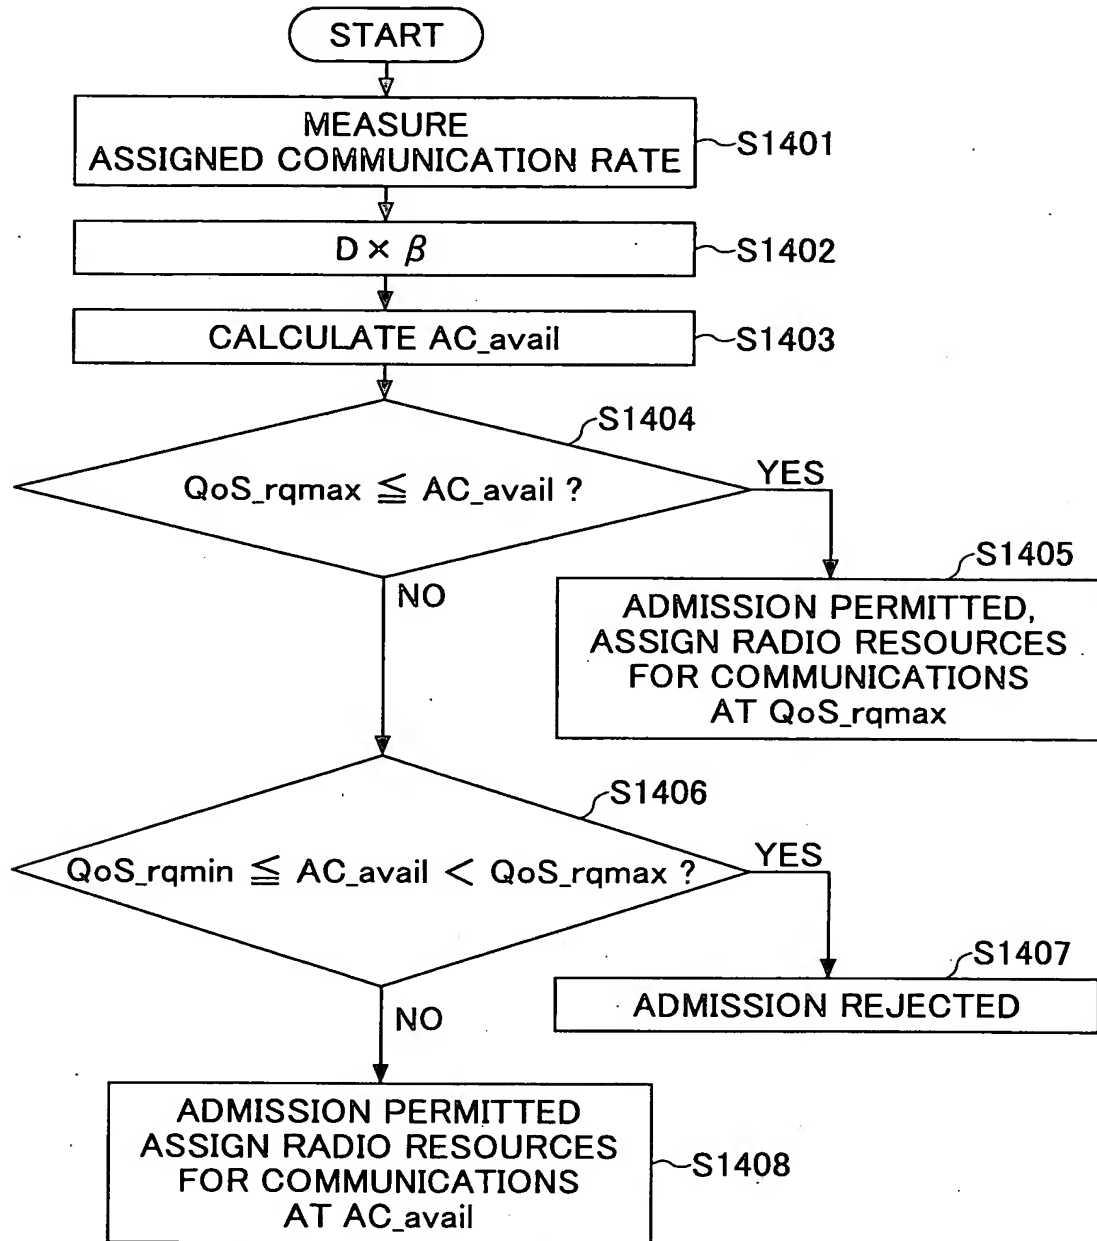 START
MEASURE
ASSIGNED COMMUNICATION RATE
S1401
D × β
S1402
CALCULATE AC_avail
S1403
S1404
QoS_rqmax ≦ AC_avail ?
YES
NO
S1405
ADMISSION PERMITTED,
ASSIGN RADIO RESOURCES
FOR COMMUNICATIONS
AT QoS_rqmax
S1406
QoS_rqmin ≦ AC_avail < QoS_rqmax ?
YES
NO
S1407
ADMISSION REJECTED
ADMISSION PERMITTED
ASSIGN RADIO RESOURCES
FOR COMMUNICATIONS
AT AC_avail
S1408